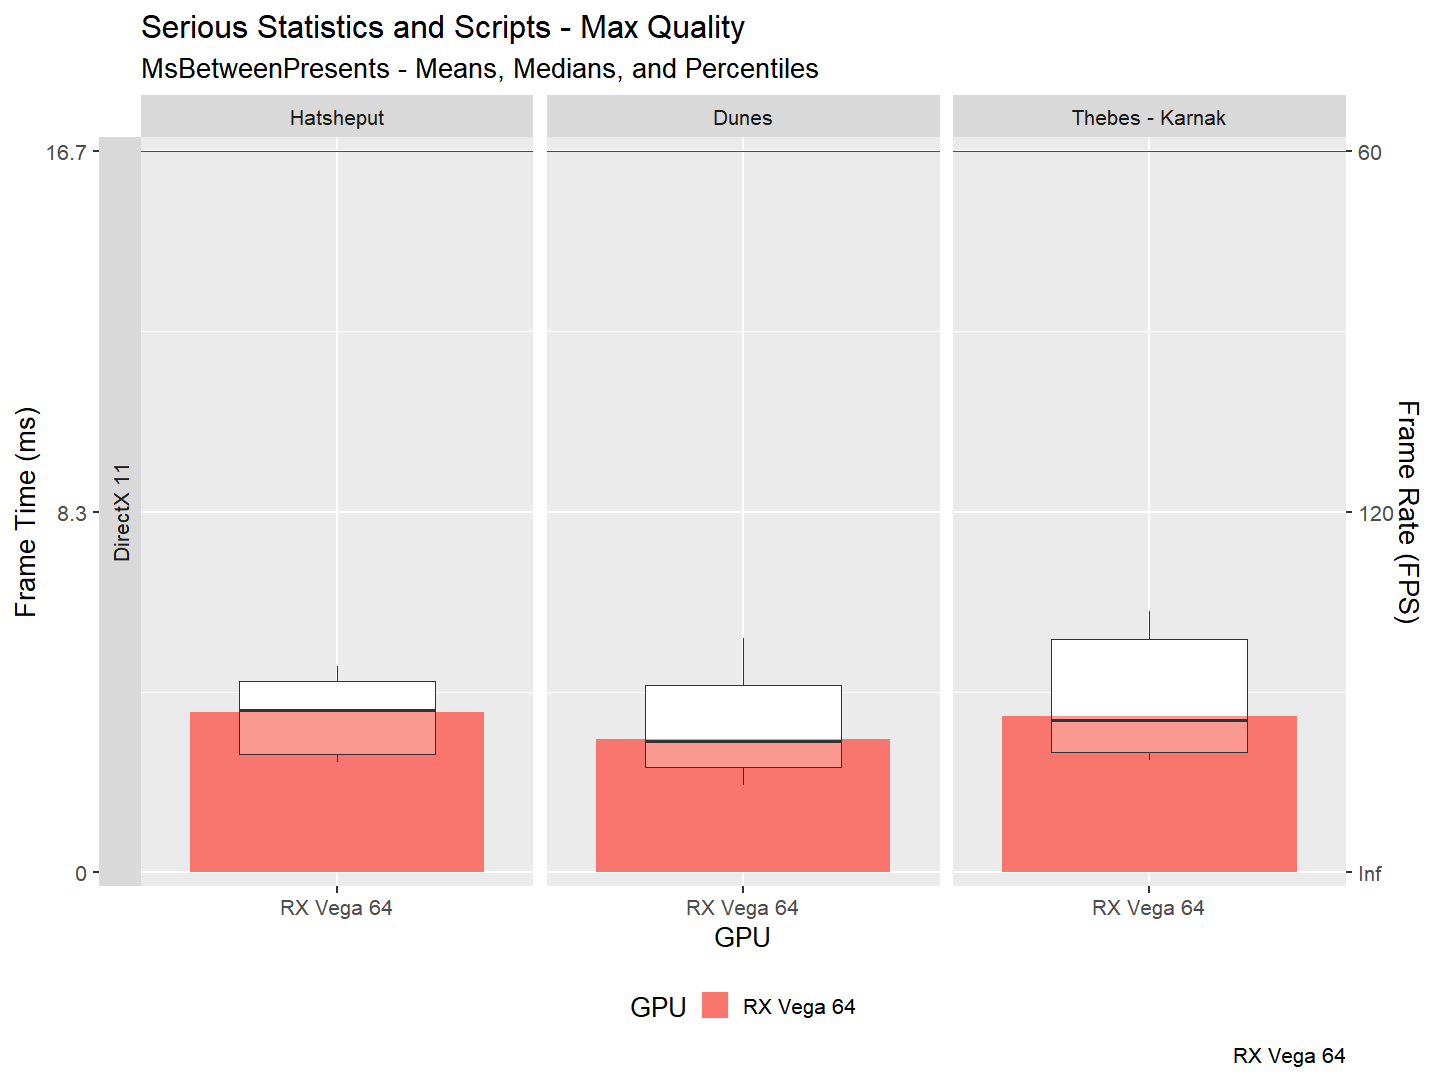 Serious Statistics and Scripts - Max Quality
MsBetweenPresents - Means, Medians, and Percentiles
Hatsheput
Dunes
Thebes - Karnak
16.7
8.3
0
Frame Time (ms)
DirectX 11
60
120
Inf
Frame Rate (FPS)
RX Vega 64
RX Vega 64
RX Vega 64
GPU
GPU
RX Vega 64
RX Vega 64